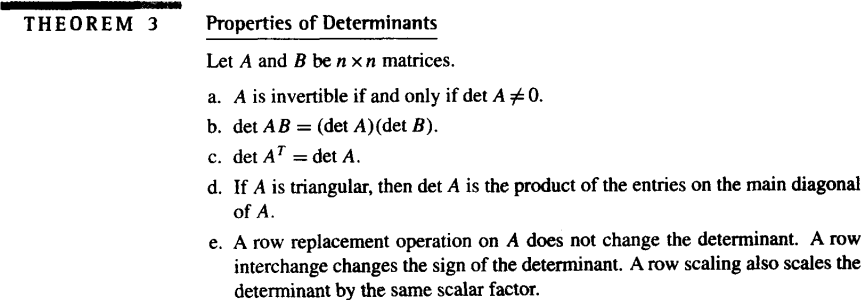 THEOREM 3 Properties of Determinants
Let A and B be n × n matrices.
a. A is invertible if and only if det A ≠ 0.
b. det AB = (det A)(det B).
c. det Aᵀ = det A.
d. If A is triangular, then det A is the product of the entries on the main diagonal
of A.
e. A row replacement operation on A does not change the determinant. A row
interchange changes the sign of the determinant. A row scaling also scales the
determinant by the same scalar factor.